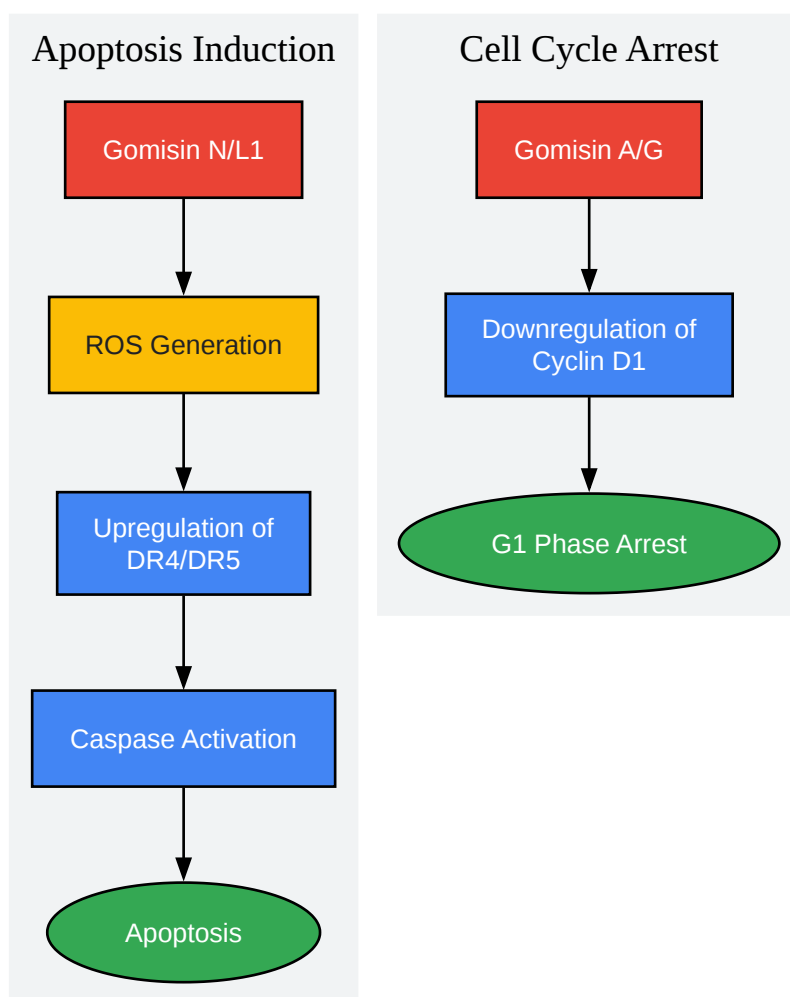 Apoptosis Induction
Gomisin N/L1
ROS Generation
Upregulation of
DR4/DR5
Caspase Activation
Apoptosis
Cell Cycle Arrest
Gomisin A/G
Downregulation of
Cyclin D1
G1 Phase Arrest